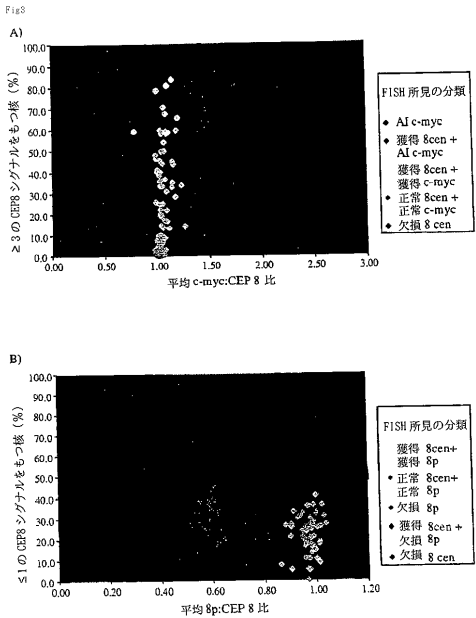 Fig3
A)
≥3のCEP8シグナルをもつ核 (%)
100.0
90.0
80.0
70.0
60.0
50.0
40.0
30.0
20.0
10.0
0.0
0.00
0.50
1.00
1.50
2.00
2.50
3.00
平均 c-myc:CEP 8 比
FISH 所見の分類
AI c-myc
獲得 8cen +
AI c-myc
獲得 8cen +
獲得 c-myc
正常 8cen +
正常 c-myc
欠損 8 cen
B)
≤1のCEP8シグナルをもつ核 (%)
100.0
90.0
80.0
70.0
60.0
50.0
40.0
30.0
20.0
10.0
0.0
0.00
0.20
0.40
0.60
0.80
1.00
1.20
平均 8p:CEP 8 比
FISH 所見の分類
獲得 8cen+
獲得 8p
正常 8cen+
正常 8p
欠損 8p
獲得 8cen +
欠損 8p
欠損 8 cen